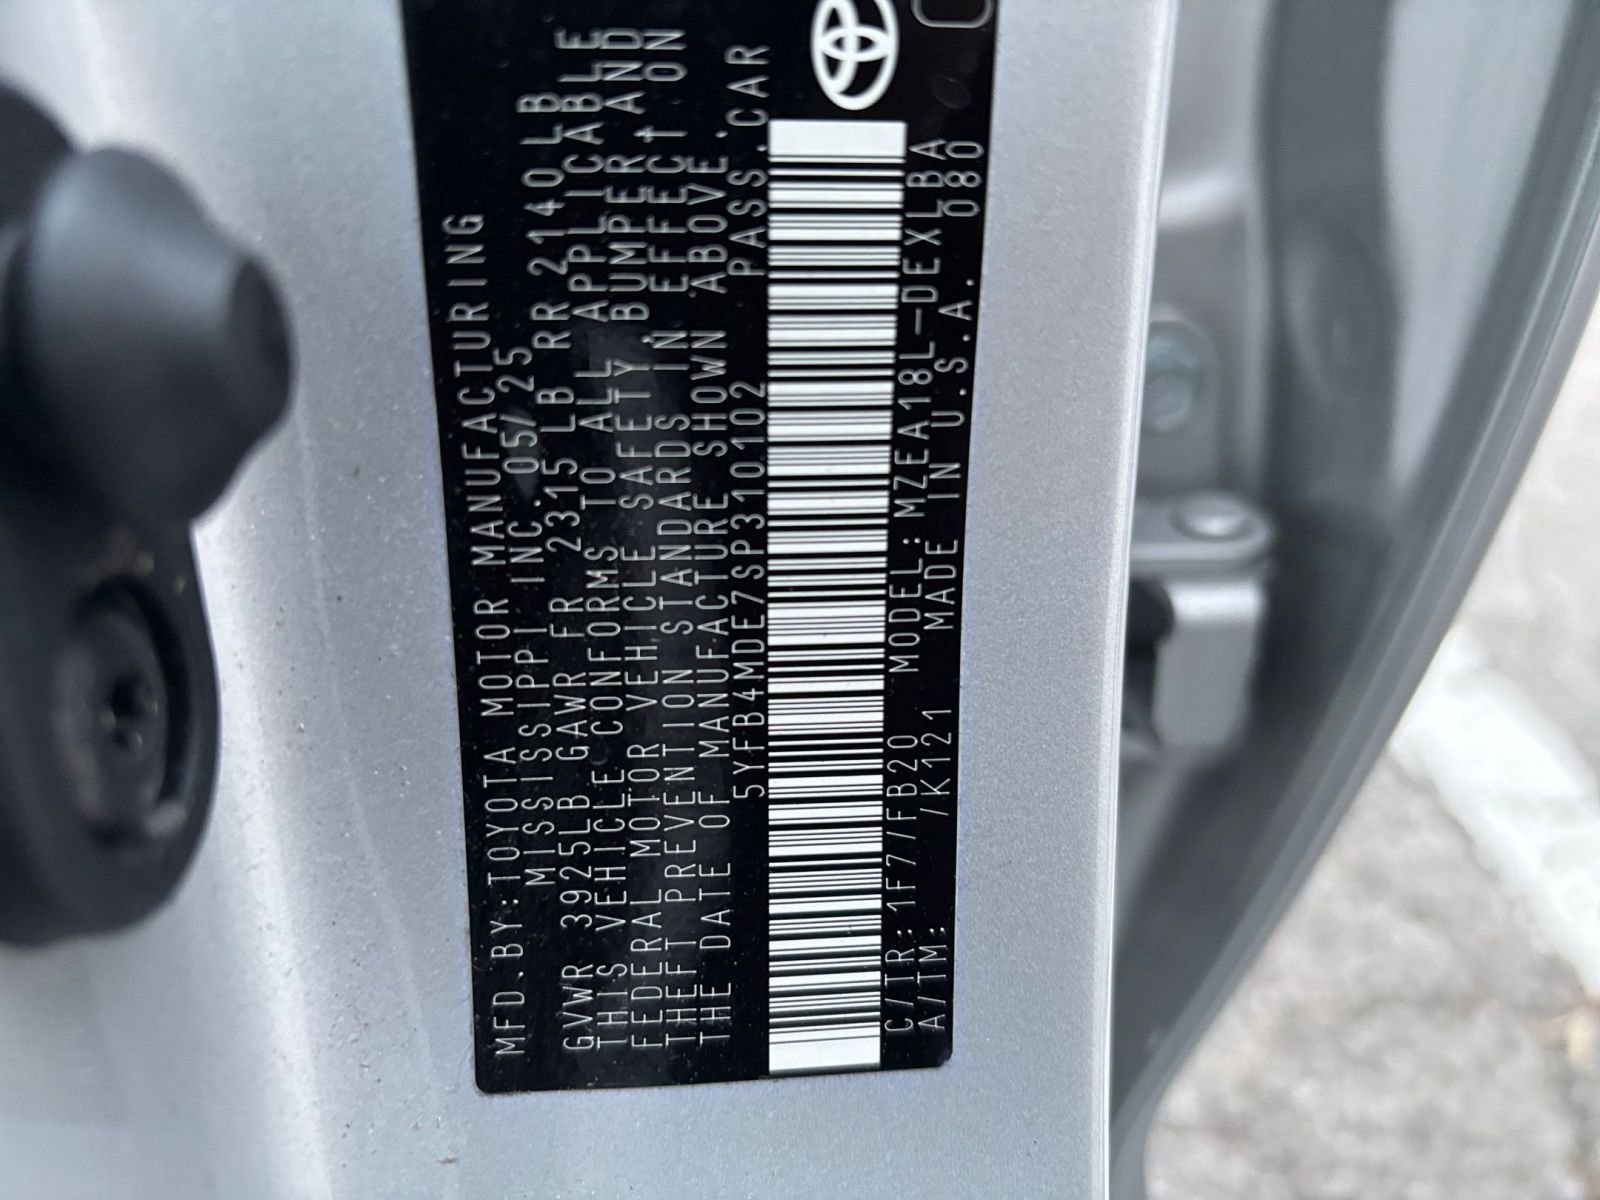 MFD.BY:TOYOTA MOTOR MANUFACTURING
MISSISSIPPI INC. 05/25
GVWR 3925LB GAWR FR 2315LB RR 2140LB
THIS VEHICLE CONFORMS TO ALL APPLICABLE
FEDERAL MOTOR VEHICLE SAFETY BUMPER AND
THEFT PREVENTION STANDARDS IN EFFECT ON
THE DATE OF MANUFACTURE SHOWN ABOVE.
5YFB4MDE7SP310102 PASS.CAR
C/TR:1F7/FB20 MODEL:MZEA18L-DEXLBA
A/TM: /K121 MADE IN U.S.A. 080